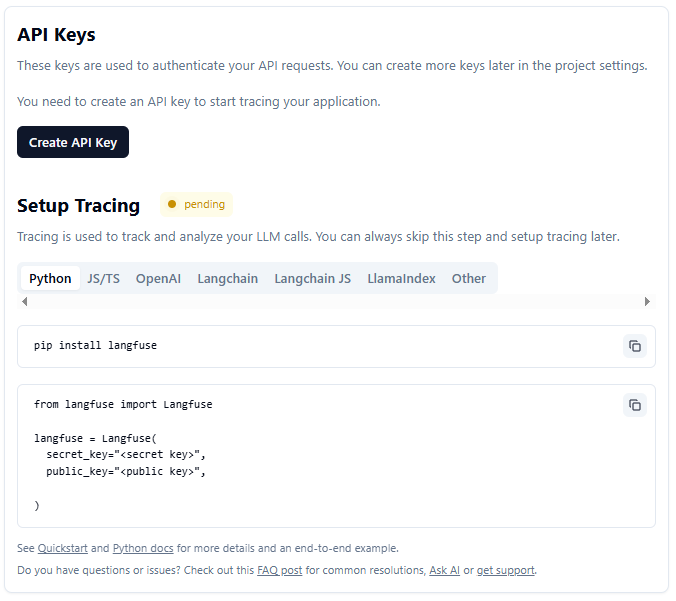 API Keys
These keys are used to authenticate your API requests. You can create more keys later in the project settings.
You need to create an API key to start tracing your application.
Create API Key
Setup Tracing
pending
Tracing is used to track and analyze your LLM calls. You can always skip this step and setup tracing later.
Python JS/TS OpenAI Langchain Langchain JS LlamaIndex Other
pip install langfuse
from langfuse import Langfuse
langfuse = Langfuse(
  secret_key="<secret key>",
  public_key="<public key>",
)
See Quickstart and Python docs for more details and an end-to-end example.
Do you have questions or issues? Check out this FAQ post for common resolutions, Ask AI or get support.